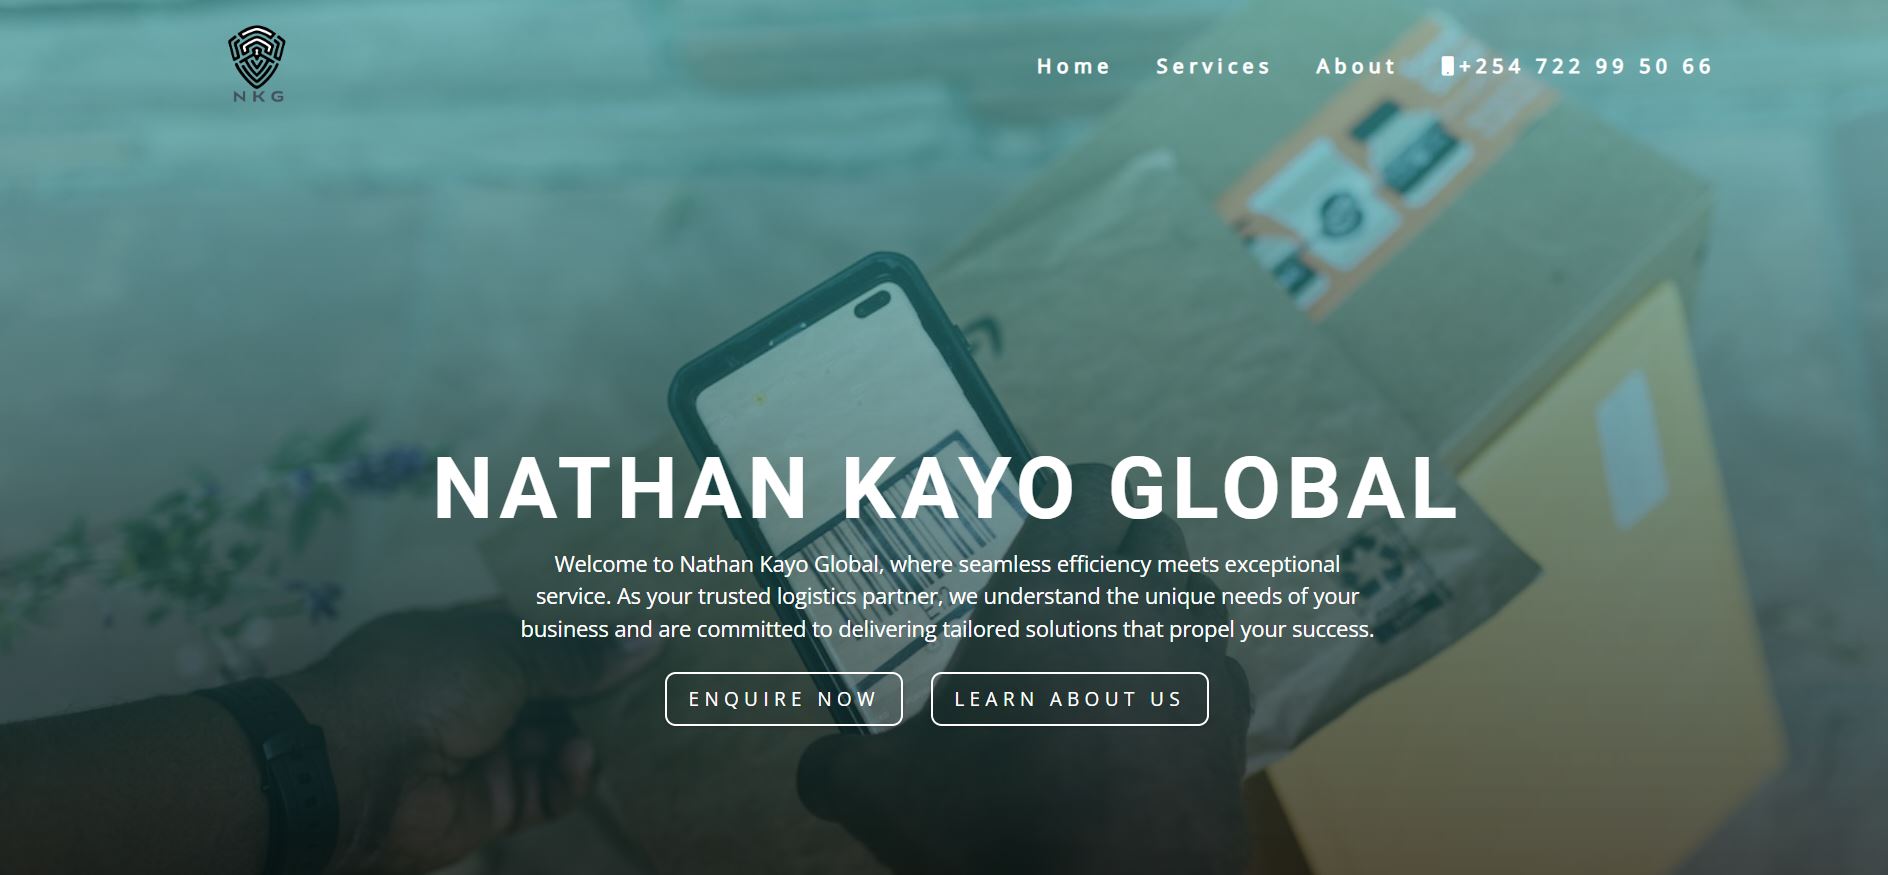 NKG
Home Services About +254 722 99 50 66
NATHAN KAYO GLOBAL
Welcome to Nathan Kayo Global, where seamless efficiency meets exceptional
service. As your trusted logistics partner, we understand the unique needs of your
business and are committed to delivering tailored solutions that propel your success.
ENQUIRE NOW LEARN ABOUT US